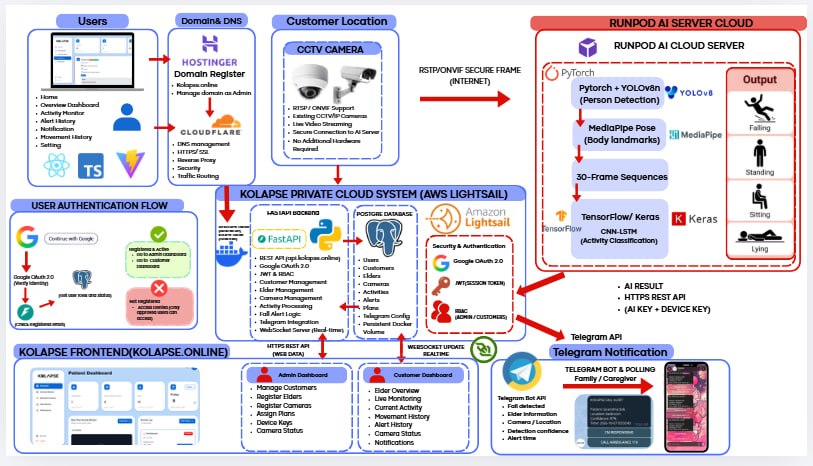 Users
Home
Overview Dashboard
Activity Monitor
Alert History
Notification
Movement History
Setting
TS
Domain& DNS
HOSTINGER
Domain Register
Kolapse.online
Manage domain as Admin
CLOUDFLARE
DNS management
HTTPS/ SSL
Reverse Proxy
Security
Traffic Routing
Customer Location
CCTV CAMERA
RTSP / ONVIF Support
Existing CCTV/IP Cameras
Live Video Streaming
Secure Connection to AI Server
No Additional Hardware
Required
RSTP/ONVIF SECURE FRAME
(INTERNET)
RUNPOD AI SERVER CLOUD
RUNPOD AI CLOUD SERVER
PyTorch
Pytorch + YOLOv8n
(Person Detection)
YOLOv8
MediaPipe Pose
(Body landmarks)
MediaPipe
30-Frame Sequences
TensorFlow
TensorFlow/ Keras
CNN-LSTM
(Activity Classification)
Keras
Output
Falling
Standing
Sitting
Lying
KOLAPSE PRIVATE CLOUD SYSTEM (AWS LIGHTSAIL)
FASTAPI BACKEND
FastAPI
REST API (api.kolapse.online)
Google OAuth 2.0
JWT & RBAC
Customer Management
Elder Management
Camera Management
Activity Processing
Fall Alert Logic
Telegram Integration
WebSocket Server (Real-time)
POSTGRE DATABASE
Users
Customers
Elders
Cameras
Activities
Alerts
Plans
Telegram Config
Persistent Docker
Volume
Amazon
Lightsail
Security & Authentication
Google OAuth 2.0
JWT(SESSION TOKEN)
RBAC
(ADMIN / CUSTOMERS)
USER AUTHENTICATION FLOW
Continue with Google
Google OAuth 2.0
(Verify Identity)
Registered & Active
Go to Admin Dashboard
Go to Customer
Dashboard
Not Registered
Access Denied (Only
approved Users can
access)
AI RESULT
HTTPS REST API
(AI KEY + DEVICE KEY)
Telegram API
HTTPS REST API
(WEB DATA)
WEBSOCKET UPDATE
REALTIME
KOLAPSE FRONTEND(KOLAPSE.ONLINE)
KOLAPSE
Patient Dashboard
Admin Dashboard
Manage Customers
Register Elders
Register Cameras
Assign Plans
Device Keys
Camera Status
Customer Dashboard
Elder Overview
Live Monitoring
Current Activity
Movement History
Alert History
Camera Status
Notifications
Telegram Notification
TELEGRAM BOT & POLLING
Family / Caregiver
Telegram Bot API
Fall detected
Elder Information
Camera / Location
Detection confidence
Alert time